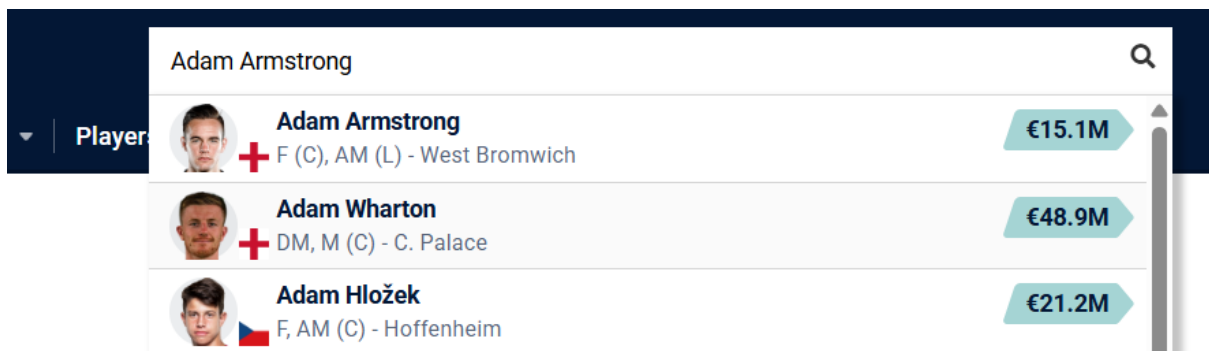 Adam Armstrong
Players
Adam Armstrong
€15.1M
F (C), AM (L) - West Bromwich
Adam Wharton
€48.9M
DM, M (C) - C. Palace
Adam Hložek
€21.2M
F, AM (C) - Hoffenheim